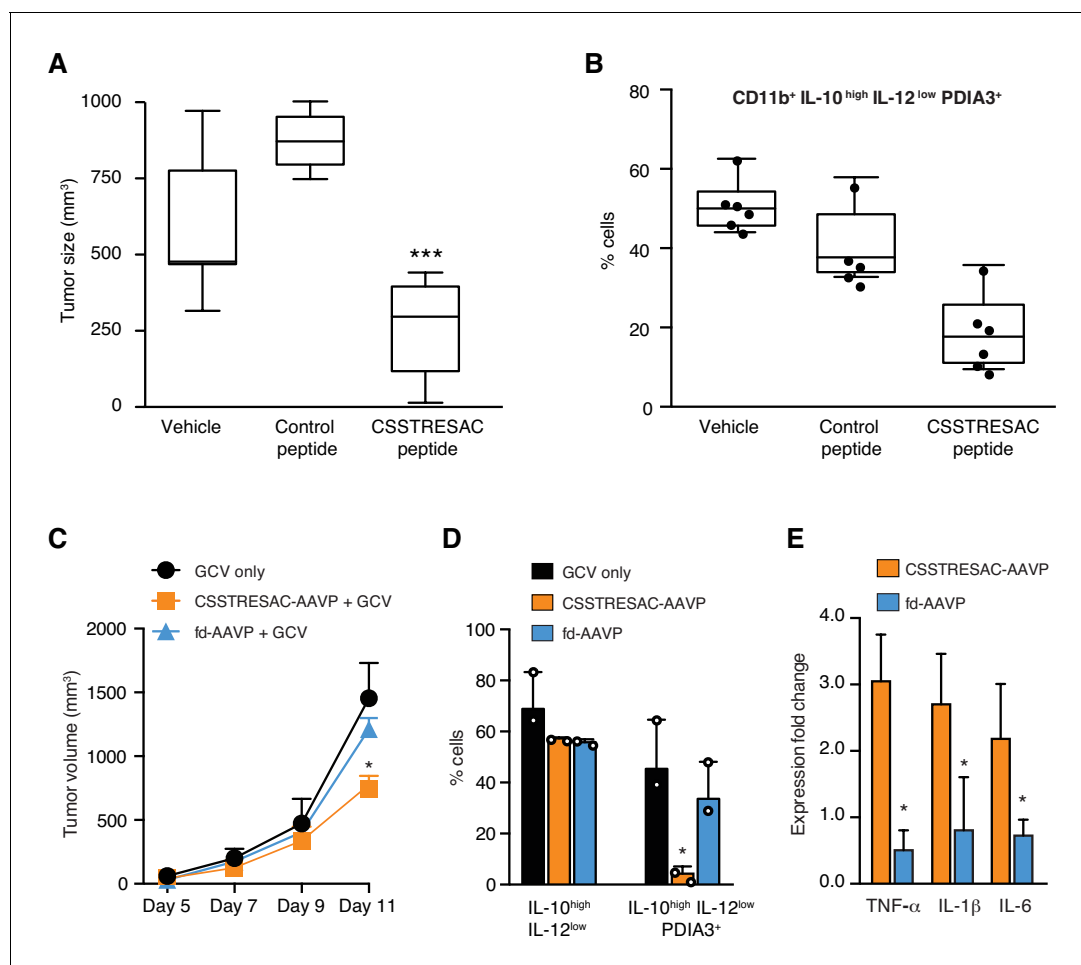 A
Tumor size (mm³)
1000
750
500
250
0
***
Vehicle
Control
peptide
CSSTRESAC
peptide
B
CD11b⁺ IL-10 ʰⁱᵍʰ IL-12 ˡᵒʷ PDIA3⁺
% cells
80
60
40
20
0
Vehicle
Control
peptide
CSSTRESAC
peptide
C
GCV only
CSSTRESAC-AAVP + GCV
fd-AAVP + GCV
Tumor volume (mm³)
2000
1500
1000
500
0
*
Day 5
Day 7
Day 9
Day 11
D
GCV only
CSSTRESAC-AAVP
fd-AAVP
% cells
100
80
60
40
20
0
*
IL-10ʰⁱᵍʰ
IL-12ˡᵒʷ
IL-10ʰⁱᵍʰ IL-12ˡᵒʷ
PDIA3⁺
E
CSSTRESAC-AAVP
fd-AAVP
Expression fold change
4.0
3.0
2.0
1.0
0.0
*
*
*
TNF-α
IL-1β
IL-6